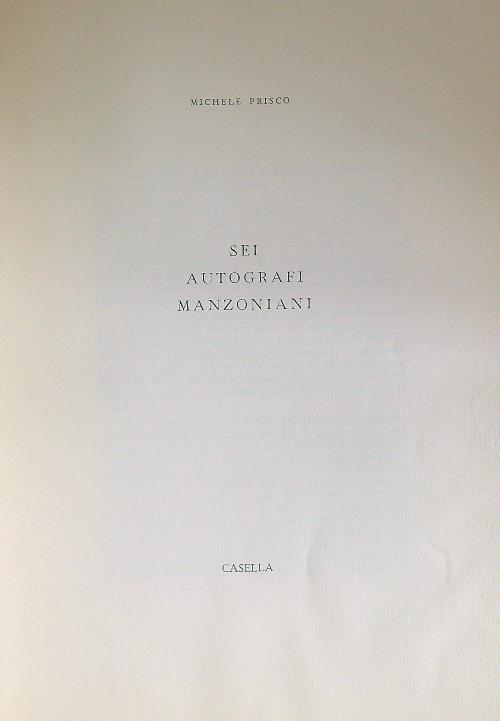 MICHELE PRISCO
SEI
AUTOGRAFI
MANZONIANI
CASELLA